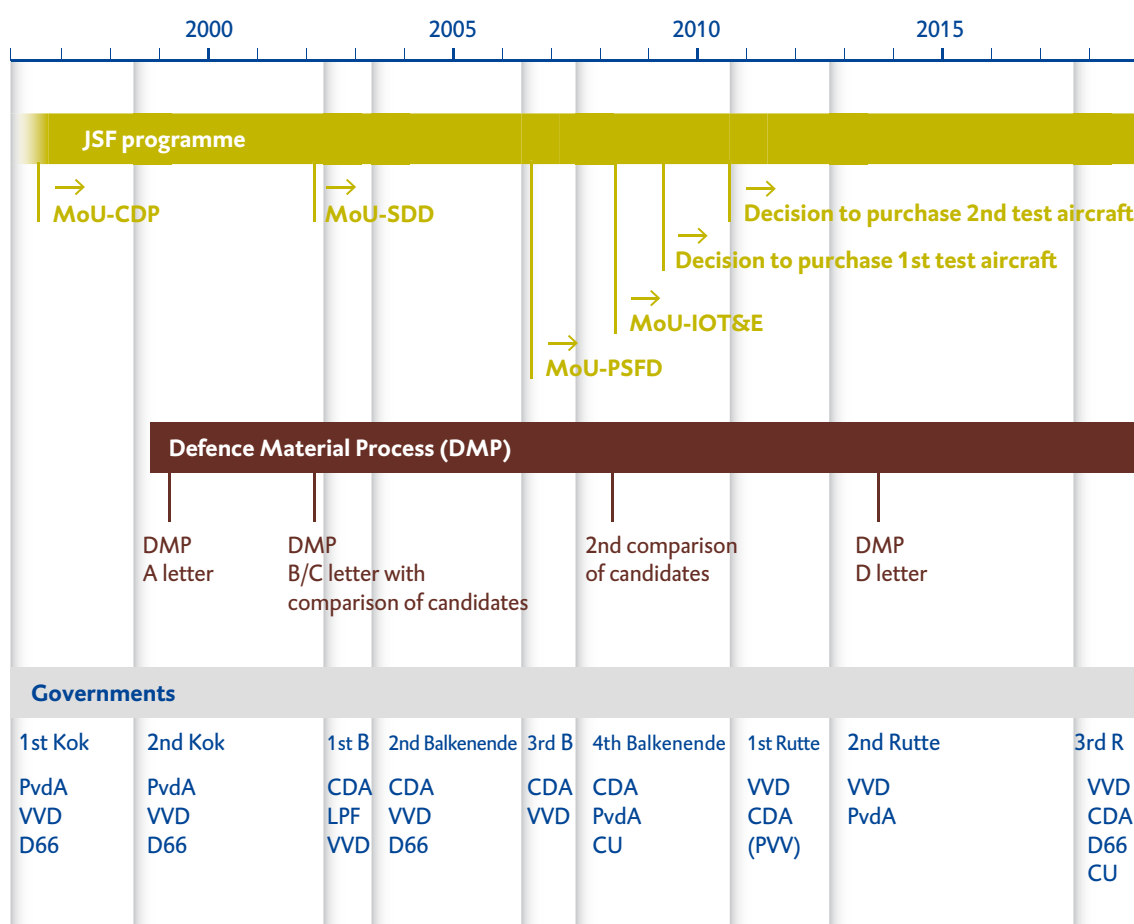 2000 2005 2010 2015
JSF programme
MoU-CDP
MoU-SDD
Decision to purchase 2nd test aircraft
Decision to purchase 1st test aircraft
MoU-IOT&E
MoU-PSFD
Defence Material Process (DMP)
DMP
A letter
DMP
B/C letter with
comparison of candidates
2nd comparison
of candidates
DMP
D letter
Governments
1st Kok
PvdA
VVD
D66
2nd Kok
PvdA
VVD
D66
1st B
CDA
LPF
VVD
2nd Balkenende
CDA
VVD
D66
3rd B
CDA
VVD
4th Balkenende
CDA
PvdA
CU
1st Rutte
VVD
CDA
(PVV)
2nd Rutte
VVD
PvdA
3rd R
VVD
CDA
D66
CU